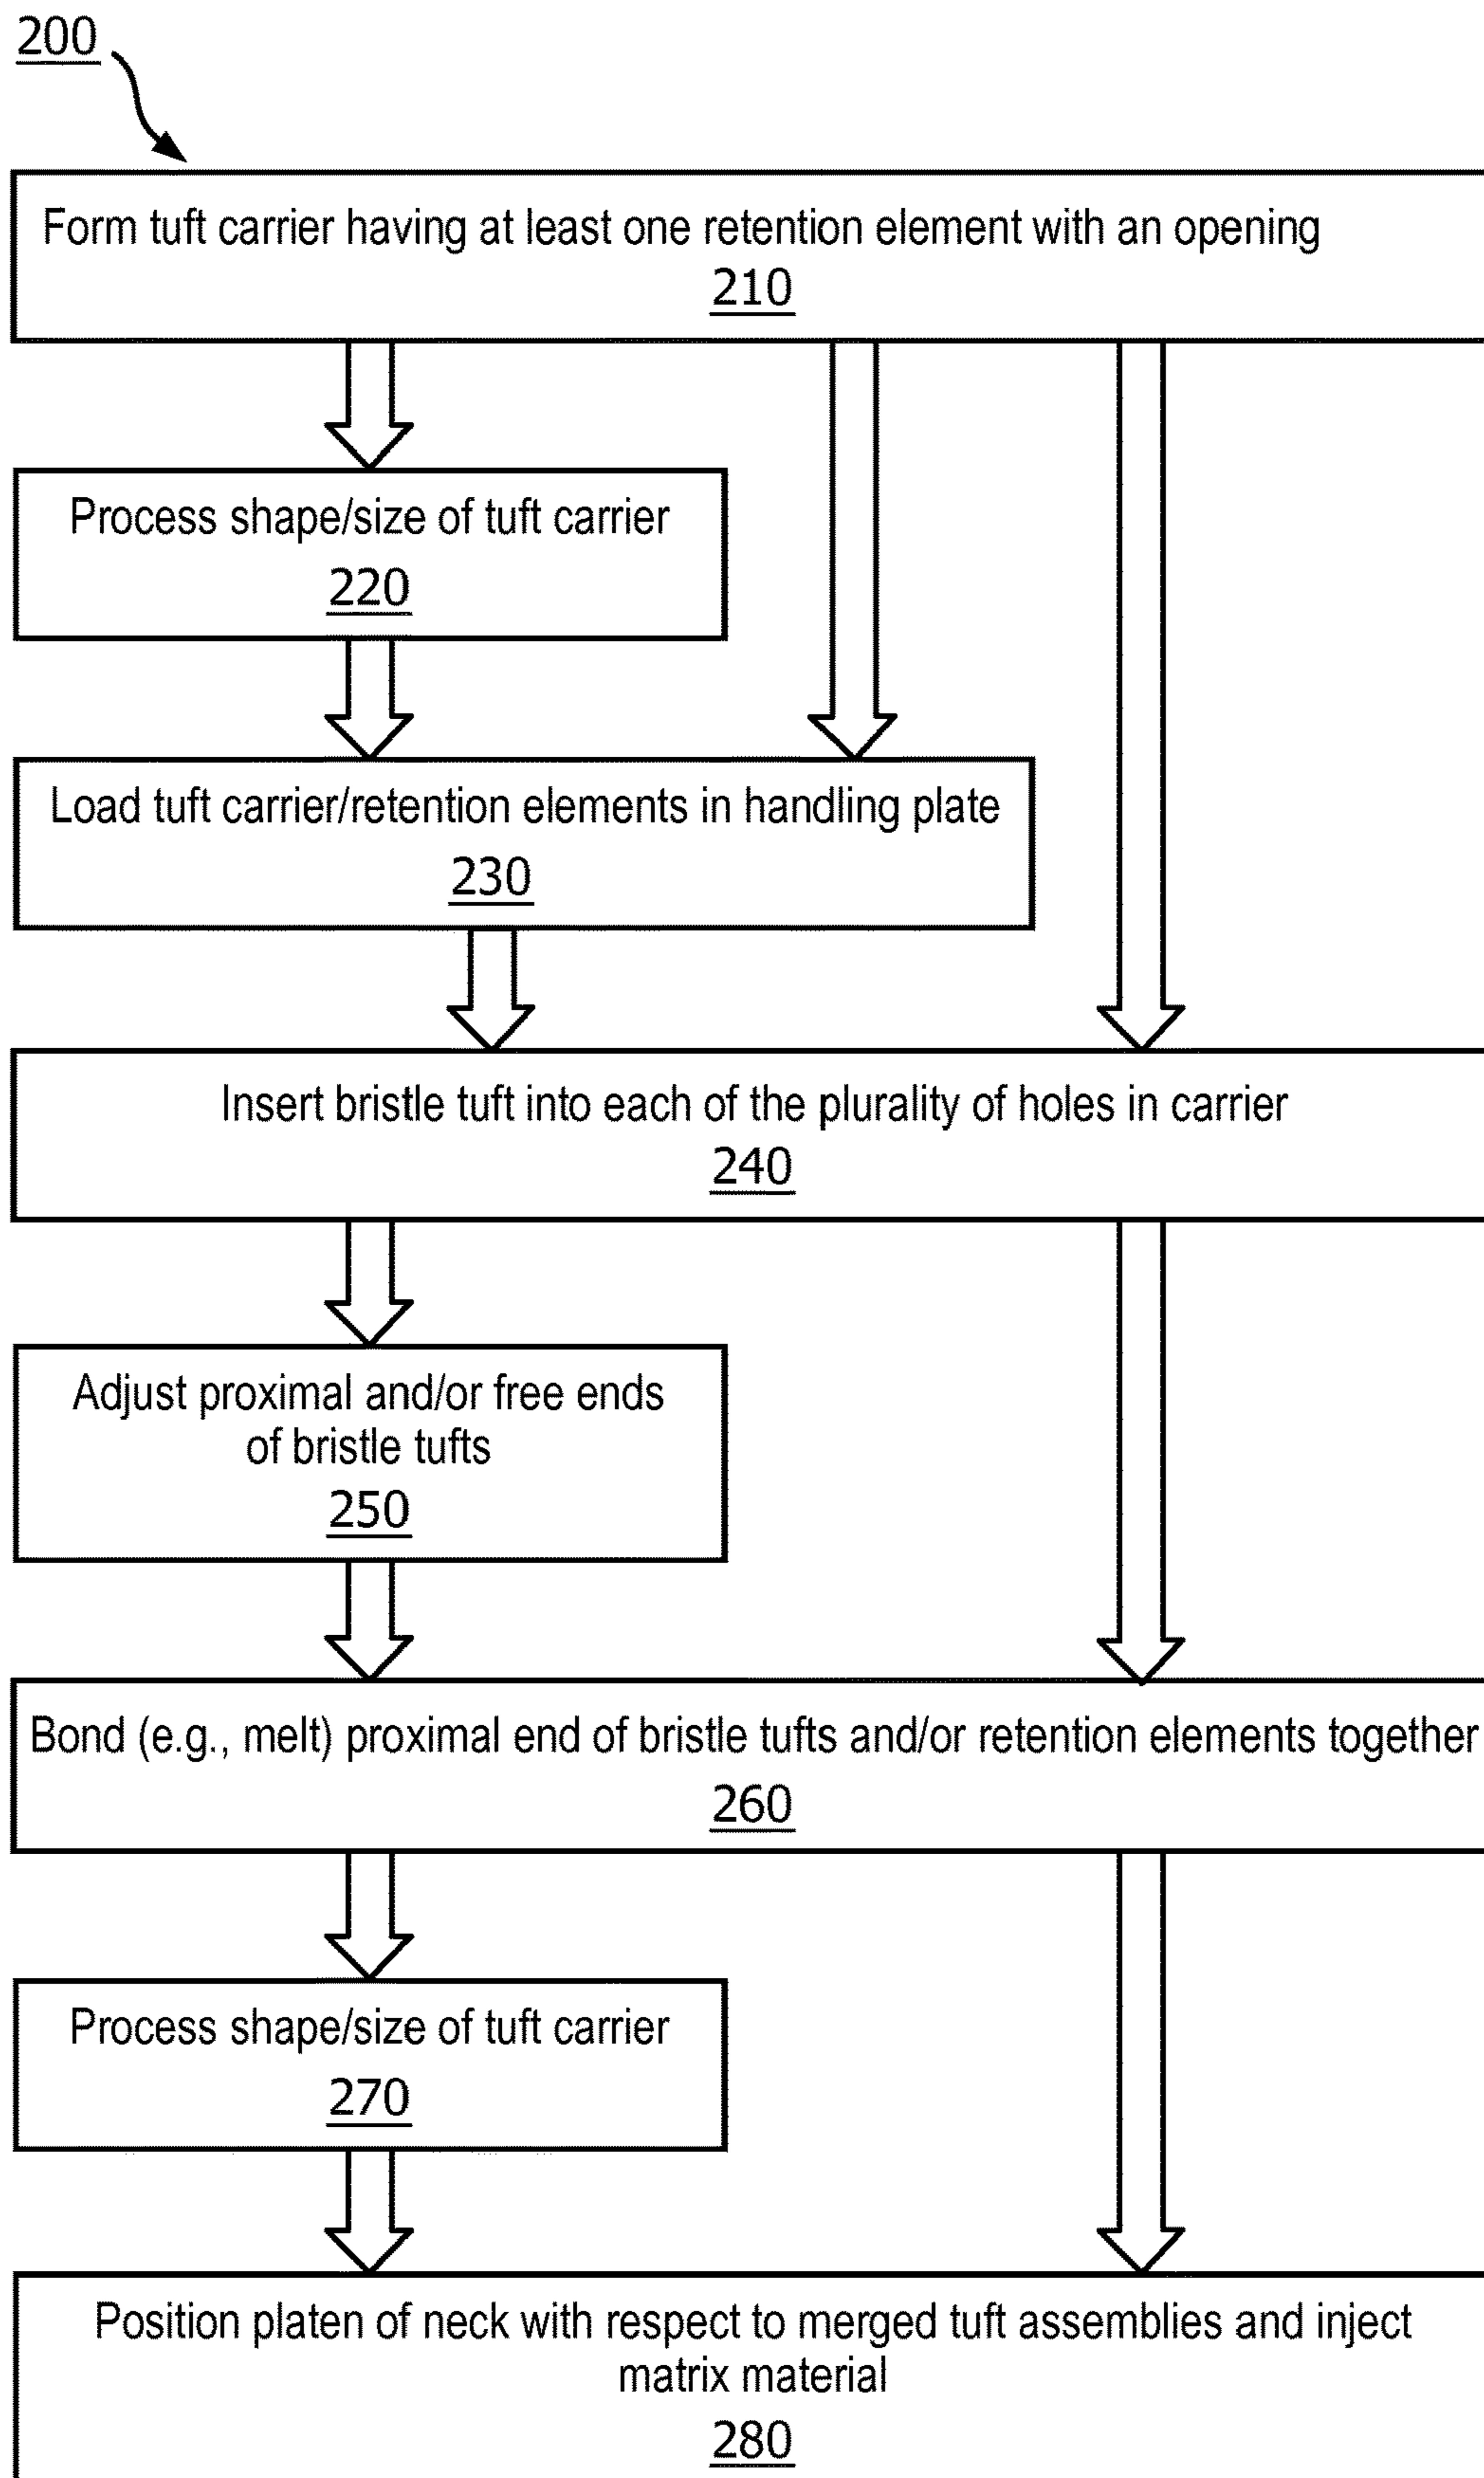 200
Form tuft carrier having at least one retention element with an opening
210
Process shape/size of tuft carrier
220
Load tuft carrier/retention elements in handling plate
230
Insert bristle tuft into each of the plurality of holes in carrier
240
Adjust proximal and/or free ends
of bristle tufts
250
Bond (e.g., melt) proximal end of bristle tufts and/or retention elements together
260
Process shape/size of tuft carrier
270
Position platen of neck with respect to merged tuft assemblies and inject
matrix material
280